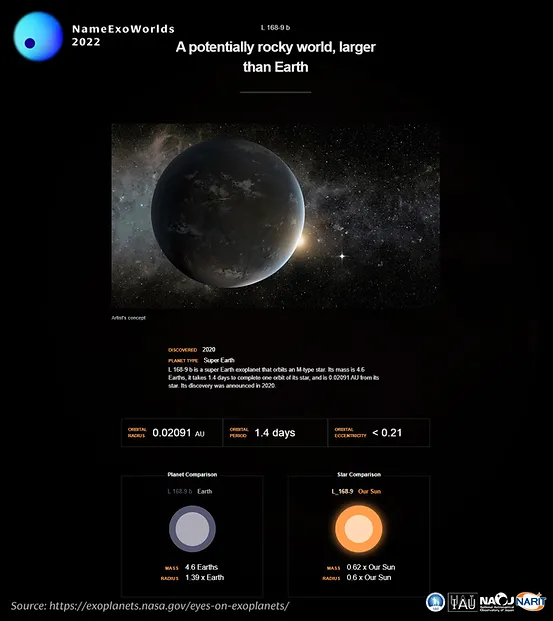 NameExoWorlds
2022
L 168-9 b
A potentially rocky world, larger
than Earth
Artist's concept
DISCOVERED 2020
PLANET TYPE Super Earth
L 168-9 b is a super Earth exoplanet that orbits an M-type star. Its mass is 4.6
Earths, it takes 1.4 days to complete one orbit of its star, and is 0.02091 AU from its
star. Its discovery was announced in 2020.
ORBITAL
RADIUS 0.02091 AU
ORBITAL
PERIOD 1.4 days
ORBITAL
ECCENTRICITY < 0.21
Planet Comparison
L 168-9 b Earth
MASS 4.6 Earths
RADIUS 1.39 x Earth
Star Comparison
L_168-9 Our Sun
MASS 0.62 x Our Sun
RADIUS 0.6 x Our Sun
Source: https://exoplanets.nasa.gov/eyes-on-exoplanets/
IAU
NAOJ
National Astronomical
Observatory of Japan
NARIT